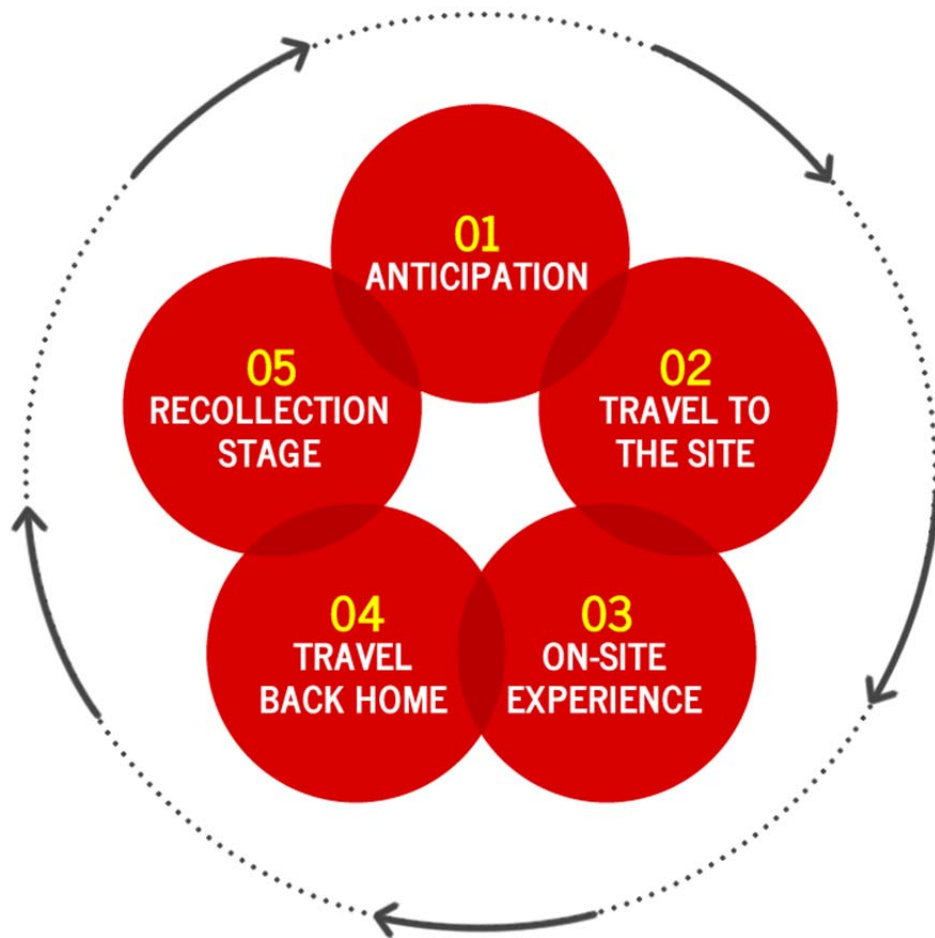 01
ANTICIPATION
02
TRAVEL TO
THE SITE
03
ON-SITE
EXPERIENCE
04
TRAVEL
BACK HOME
05
RECOLLECTION
STAGE